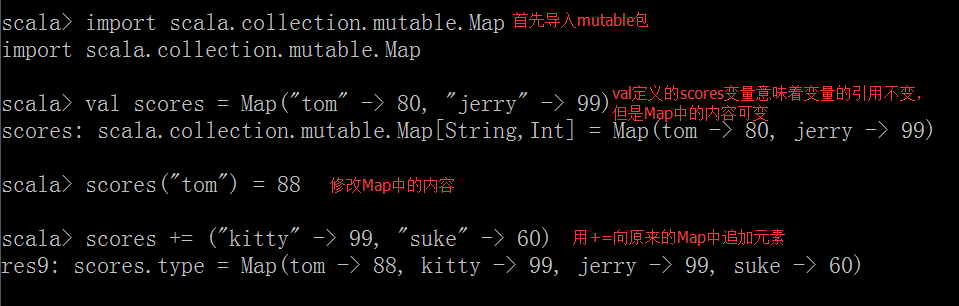 scala> import scala.collection.mutable.Map 首先导入mutable包
import scala.collection.mutable.Map
scala> val scores = Map("tom" -> 80, "jerry" -> 99) val定义的scores变量意味着变量的引用不变,
但是Map中的内容可变
scores: scala.collection.mutable.Map[String,Int] = Map(tom -> 80, jerry -> 99)
scala> scores("tom") = 88 修改Map中的内容
scala> scores += ("kitty" -> 99, "suke" -> 60) 用+=向原来的Map中追加元素
res9: scores.type = Map(tom -> 88, kitty -> 99, jerry -> 99, suke -> 60)